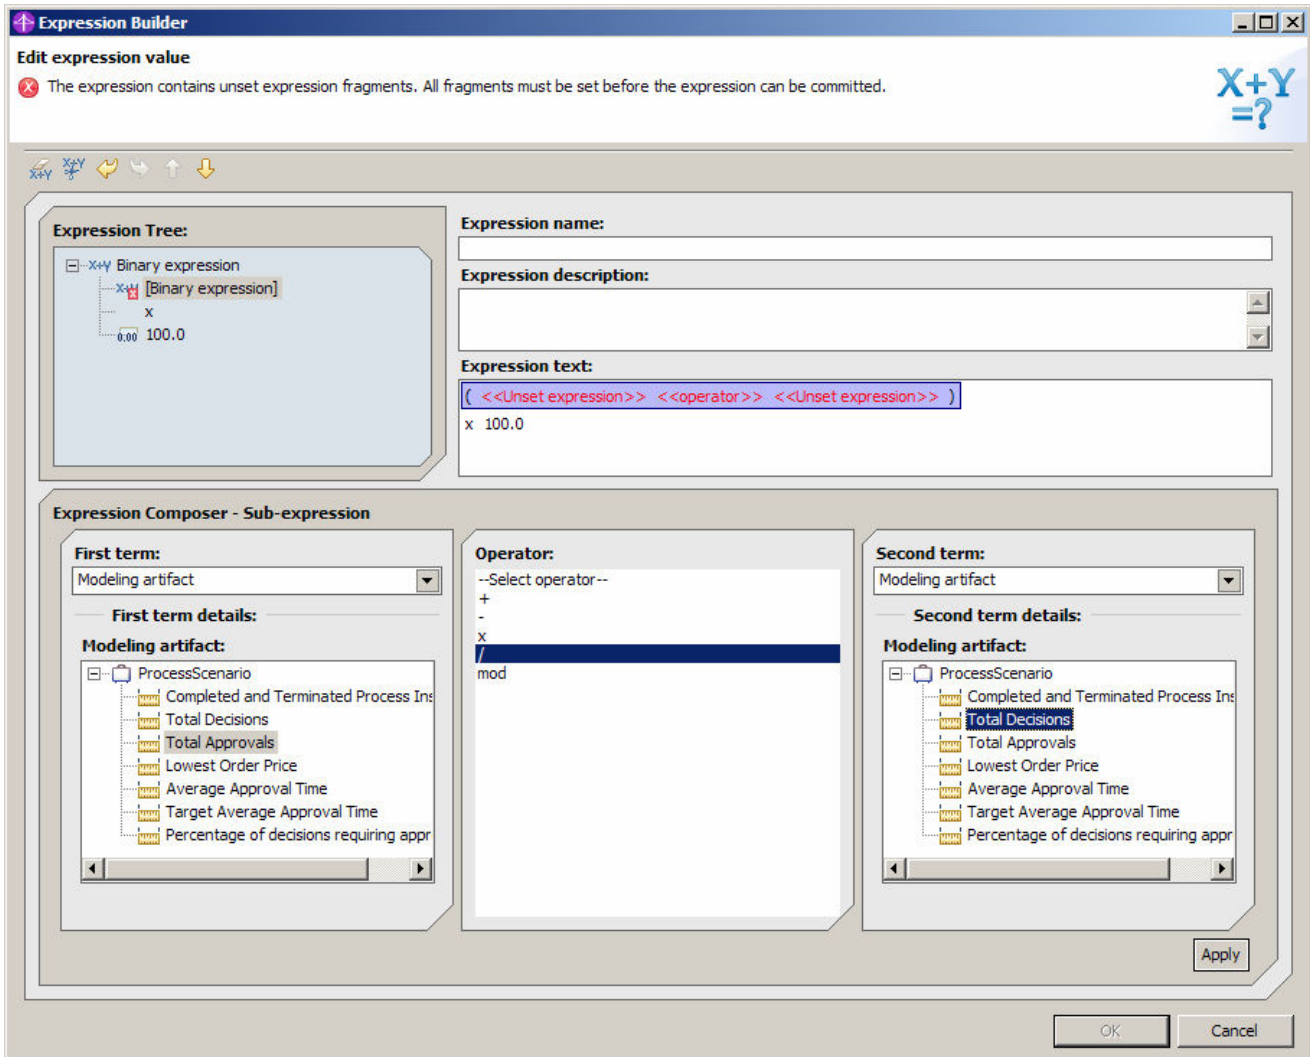 Expression Builder
Edit expression value
The expression contains unset expression fragments. All fragments must be set before the expression can be committed.
X+Y
=?
X+Y X+Y
Expression Tree:
X+Y Binary expression
X+Y [Binary expression]
x
0.00 100.0
Expression name:
Expression description:
Expression text:
( <<Unset expression>> <<operator>> <<Unset expression>> )
x 100.0
Expression Composer - Sub-expression
First term:
Modeling artifact
First term details:
Modeling artifact:
ProcessScenario
Completed and Terminated Process Ins
Total Decisions
Total Approvals
Lowest Order Price
Average Approval Time
Target Average Approval Time
Percentage of decisions requiring appr
Operator:
--Select operator--
+
-
x
/
mod
Second term:
Modeling artifact
Second term details:
Modeling artifact:
ProcessScenario
Completed and Terminated Process Ins
Total Decisions
Total Approvals
Lowest Order Price
Average Approval Time
Target Average Approval Time
Percentage of decisions requiring appr
Apply
OK
Cancel